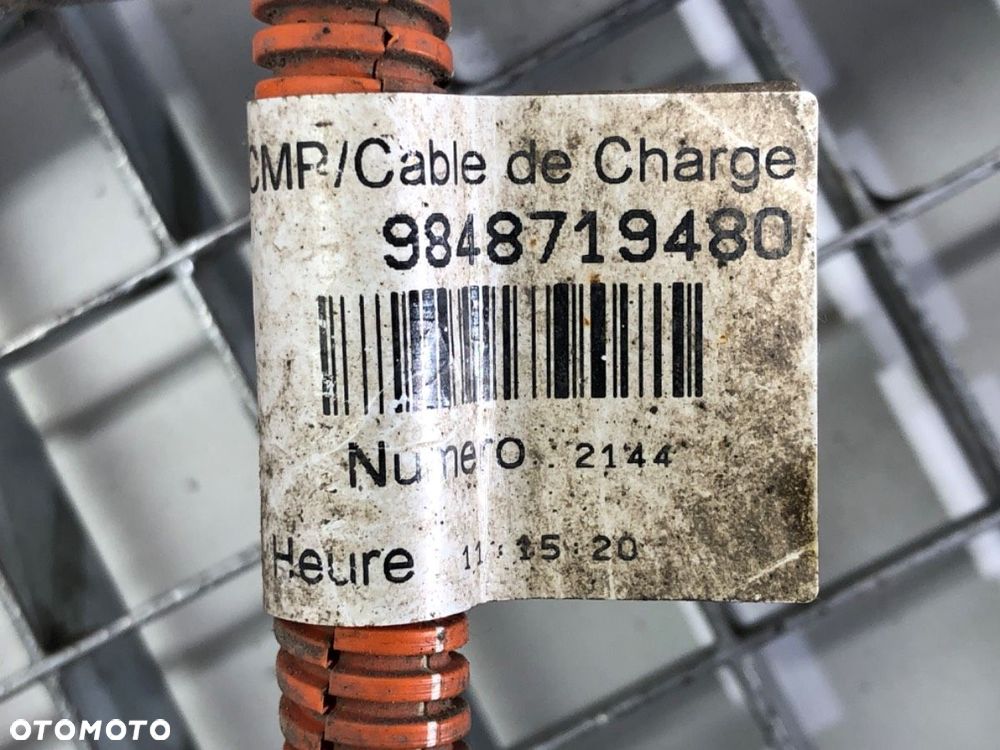 CMP/Cable de Charge
9848719480
Numero : 2144
Heure 11:15:20
OTOMOTO